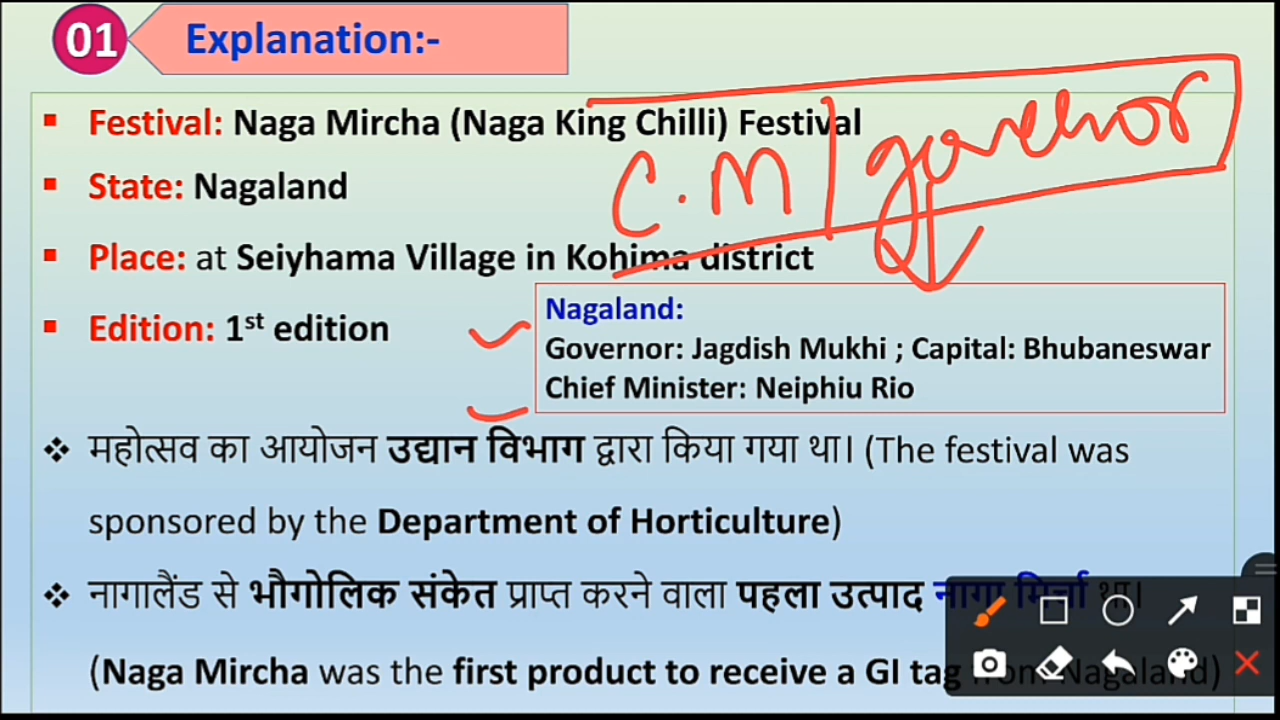 01 Explanation:-
Festival: Naga Mircha (Naga King Chilli) Festival
State: Nagaland
C.M / governor
Place: at Seiyhama Village in Kohima district
Edition: 1st edition
Nagaland:
Governor: Jagdish Mukhi ; Capital: Bhubaneswar
Chief Minister: Neiphiu Rio
महोत्सव का आयोजन उद्यान विभाग द्वारा किया गया था। (The festival was
sponsored by the Department of Horticulture)
नागालैंड से भौगोलिक संकेत प्राप्त करने वाला पहला उत्पाद नागा मिर्चा था।
(Naga Mircha was the first product to receive a GI tag from Nagaland)